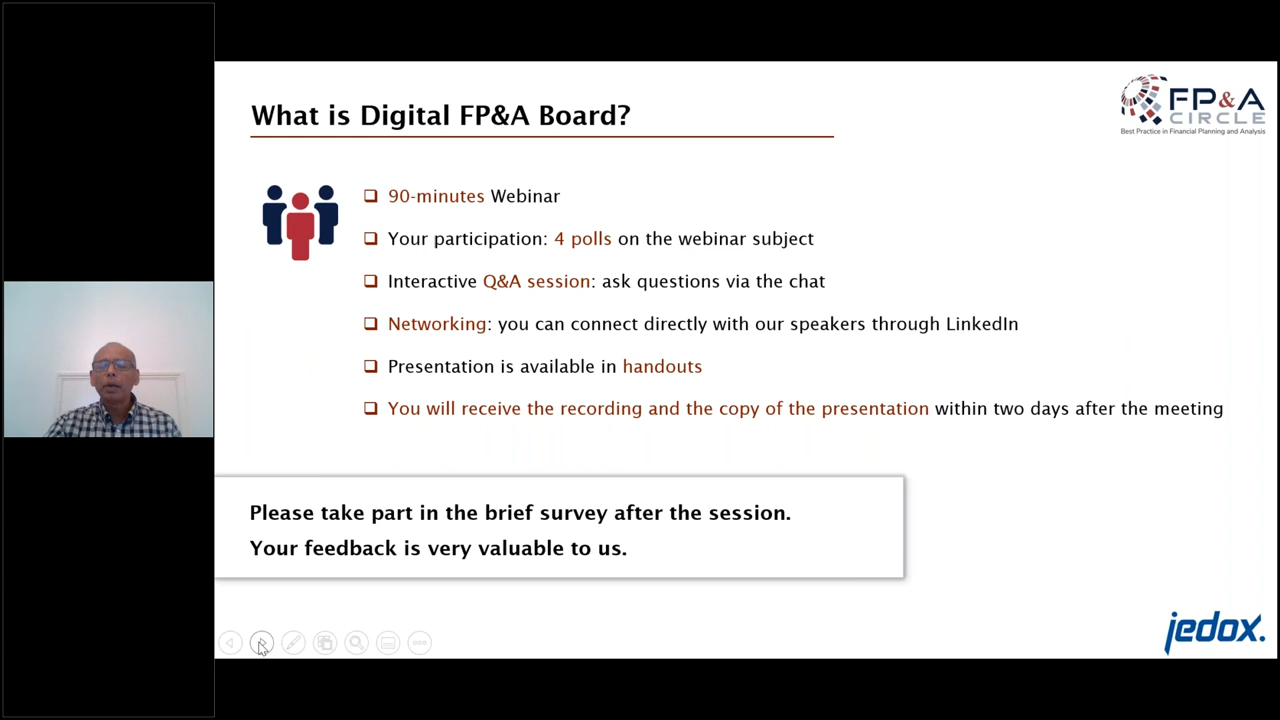 What is Digital FP&A Board?
FP&A
CIRCLE
Best Practice in Financial Planning and Analysis
90-minutes Webinar
Your participation: 4 polls on the webinar subject
Interactive Q&A session: ask questions via the chat
Networking: you can connect directly with our speakers through LinkedIn
Presentation is available in handouts
You will receive the recording and the copy of the presentation within two days after the meeting
Please take part in the brief survey after the session.
Your feedback is very valuable to us.
jedox.